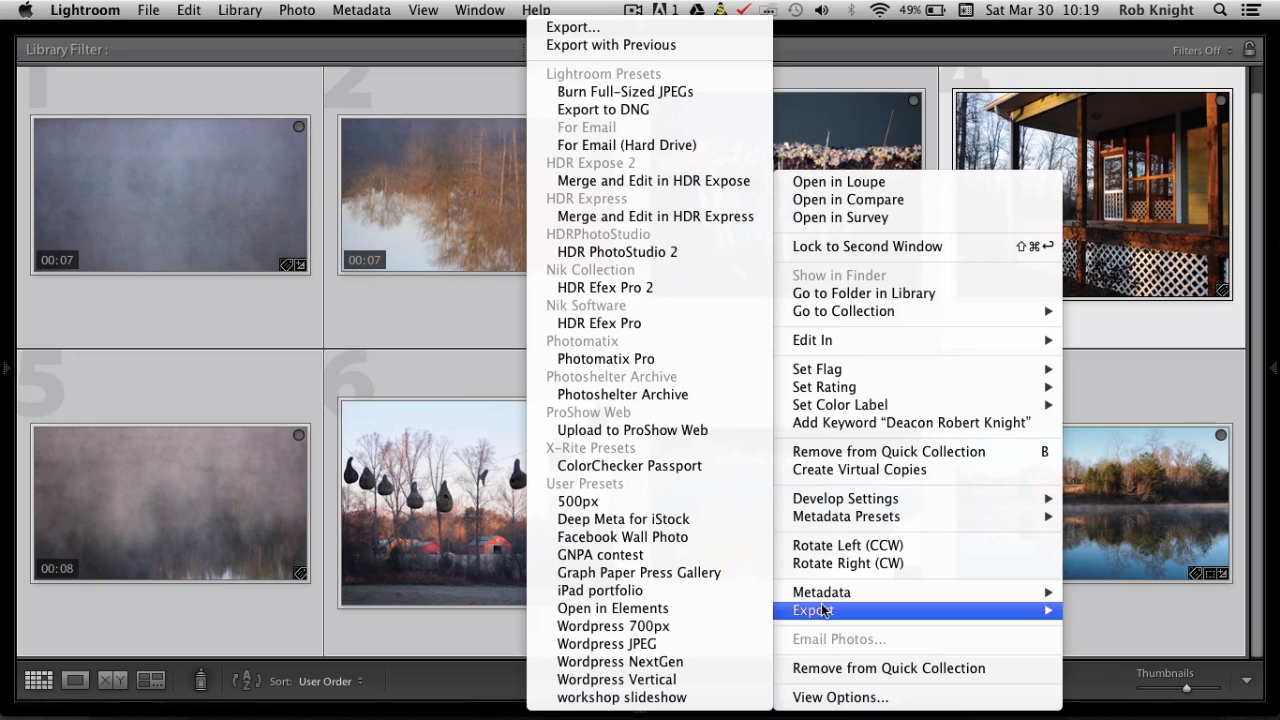 Lightroom File Edit Library Photo Metadata View Window Help 1 49% Sat Mar 30 10:19 Rob Knight
Library Filter: Filters Off
1 2 4
00:07 00:07
5 6
00:08
Export...
Export with Previous
Lightroom Presets
Burn Full-Sized JPEGs
Export to DNG
For Email
For Email (Hard Drive)
HDR Expose 2
Merge and Edit in HDR Expose
HDR Express
Merge and Edit in HDR Express
HDRPhotoStudio
HDR PhotoStudio 2
Nik Collection
HDR Efex Pro 2
Nik Software
HDR Efex Pro
Photomatix
Photomatix Pro
Photoshelter Archive
Photoshelter Archive
ProShow Web
Upload to ProShow Web
X-Rite Presets
ColorChecker Passport
User Presets
500px
Deep Meta for iStock
Facebook Wall Photo
GNPA contest
Graph Paper Press Gallery
iPad portfolio
Open in Elements
Wordpress 700px
Wordpress JPEG
Wordpress NextGen
Wordpress Vertical
workshop slideshow
Open in Loupe
Open in Compare
Open in Survey
Lock to Second Window ⇧⌘↩
Show in Finder
Go to Folder in Library
Go to Collection
Edit In
Set Flag
Set Rating
Set Color Label
Add Keyword “Deacon Robert Knight”
Remove from Quick Collection B
Create Virtual Copies
Develop Settings
Metadata Presets
Rotate Left (CCW)
Rotate Right (CW)
Metadata
Export
Email Photos...
Remove from Quick Collection
View Options...
XY Sort: User Order Thumbnails